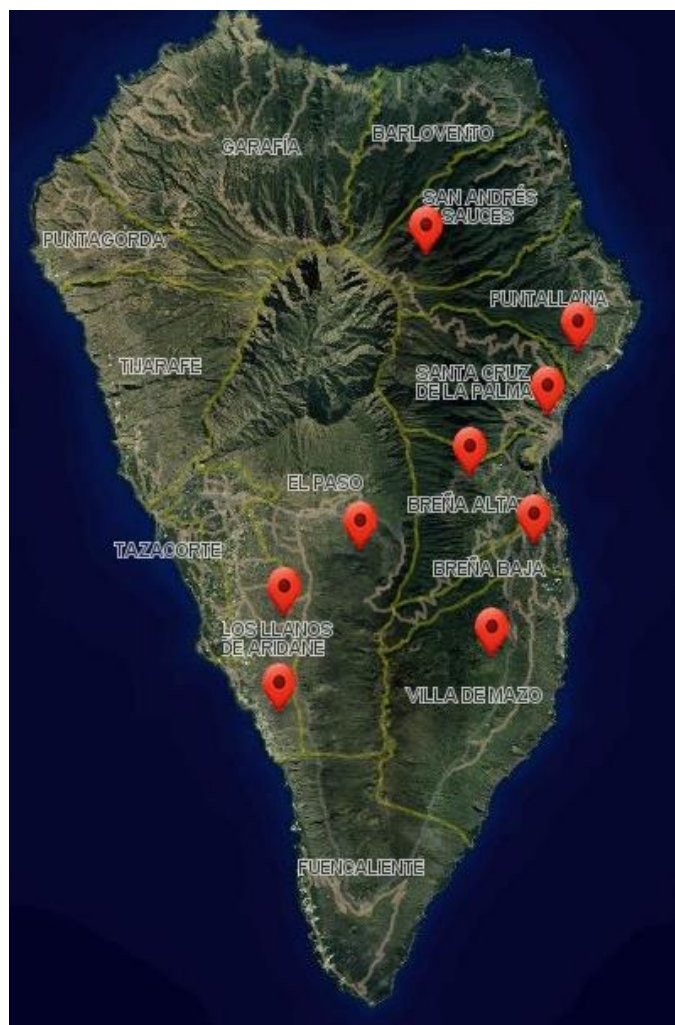 GARAFÍA
BARLOVENTO
SAN ANDRÉS
SAUCES
PUNTAGORDA
PUNTALLANA
TIJARAFE
SANTA CRUZ
DE LA PALMA
EL PASO
BREÑA ALTA
TAZACORTE
BREÑA BAJA
LOS LLANOS
DE ARIDANE
VILLA DE MAZO
FUENCALIENTE